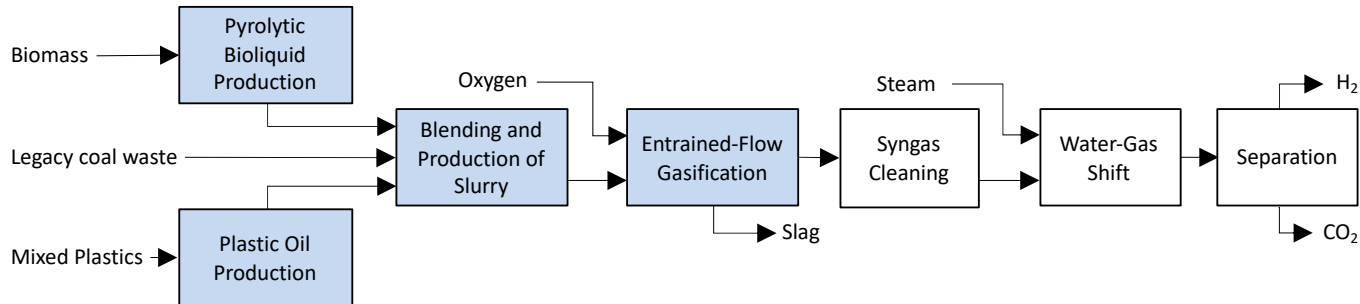 Biomass
Pyrolytic
Bioliquid
Production
Legacy coal waste
Mixed Plastics
Plastic Oil
Production
Blending and
Production of
Slurry
Oxygen
Entrained-Flow
Gasification
Slag
Syngas
Cleaning
Steam
Water-Gas
Shift
Separation
H₂
CO₂